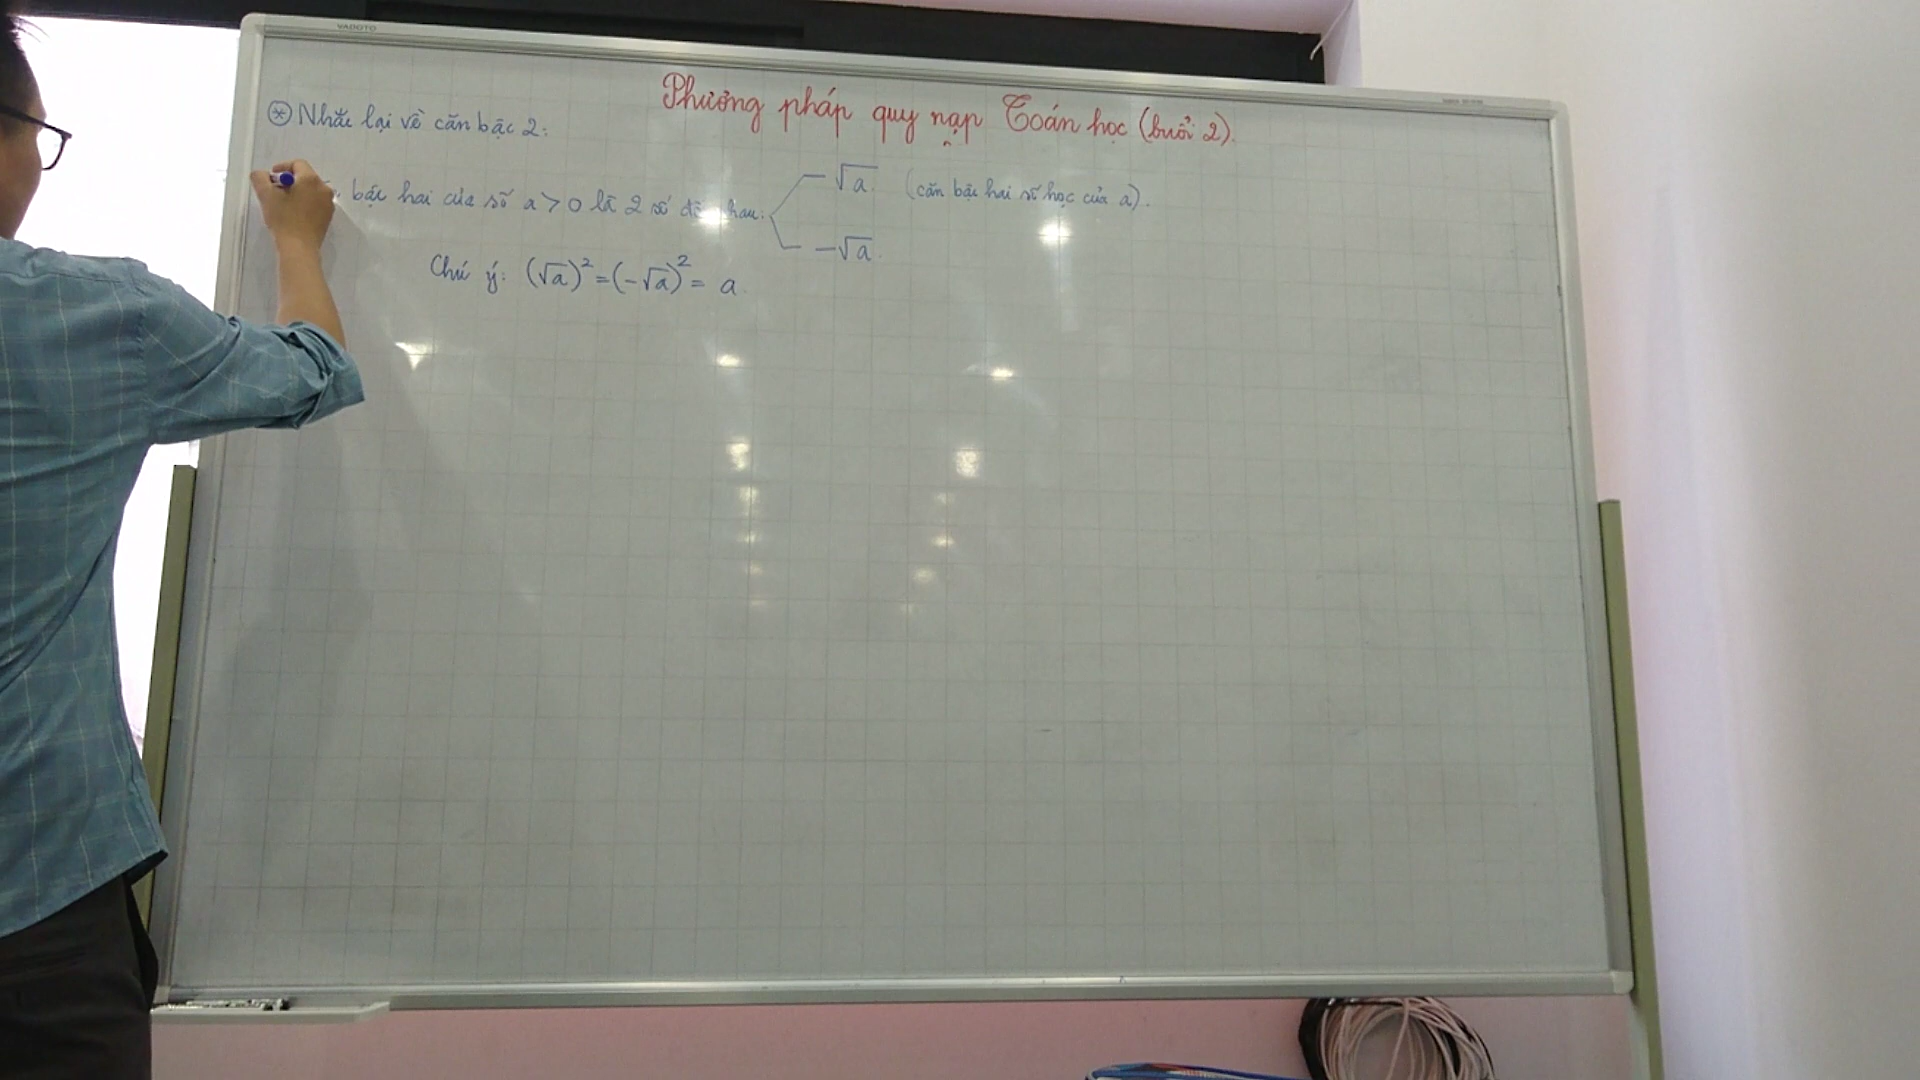 VADOTO
Phương pháp quy nạp Toán học (buổi 2).
⊛ Nhắc lại về căn bậc 2:
bậc hai của số a > 0 là 2 số đối nhau: √a. (căn bậc hai số học của a).
-√a.
Chú ý: (√a)² = (-√a)² = a.